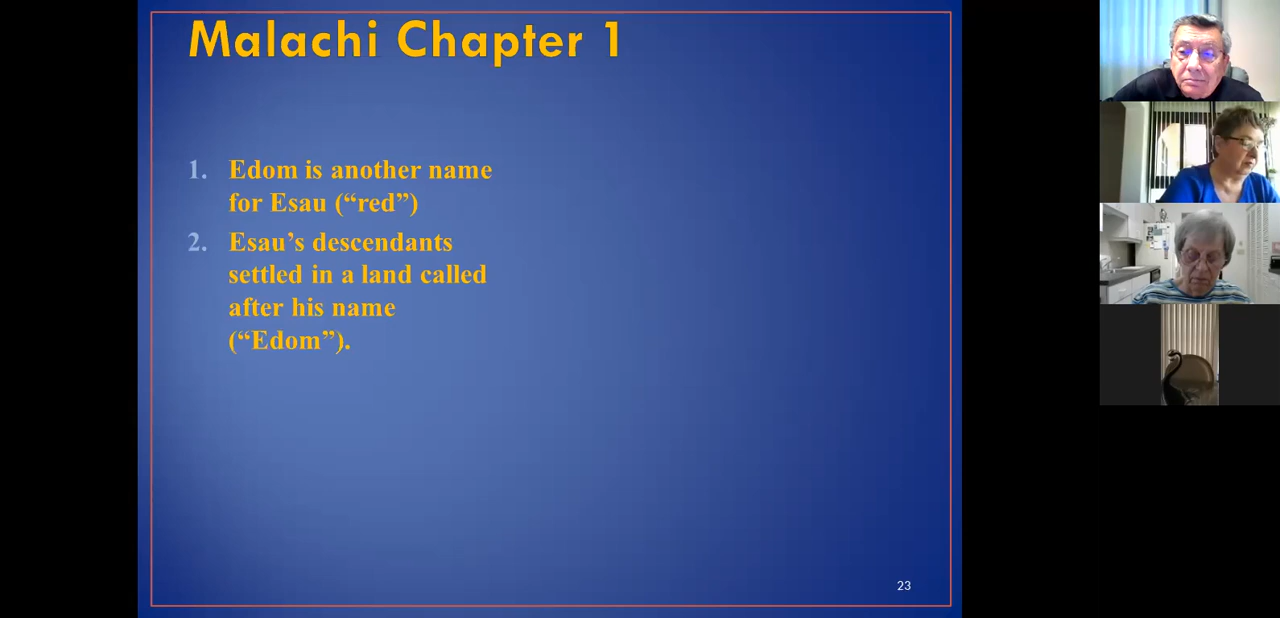 Malachi Chapter 1
1. Edom is another name
for Esau (“red”)
2. Esau’s descendants
settled in a land called
after his name
(“Edom”).
23